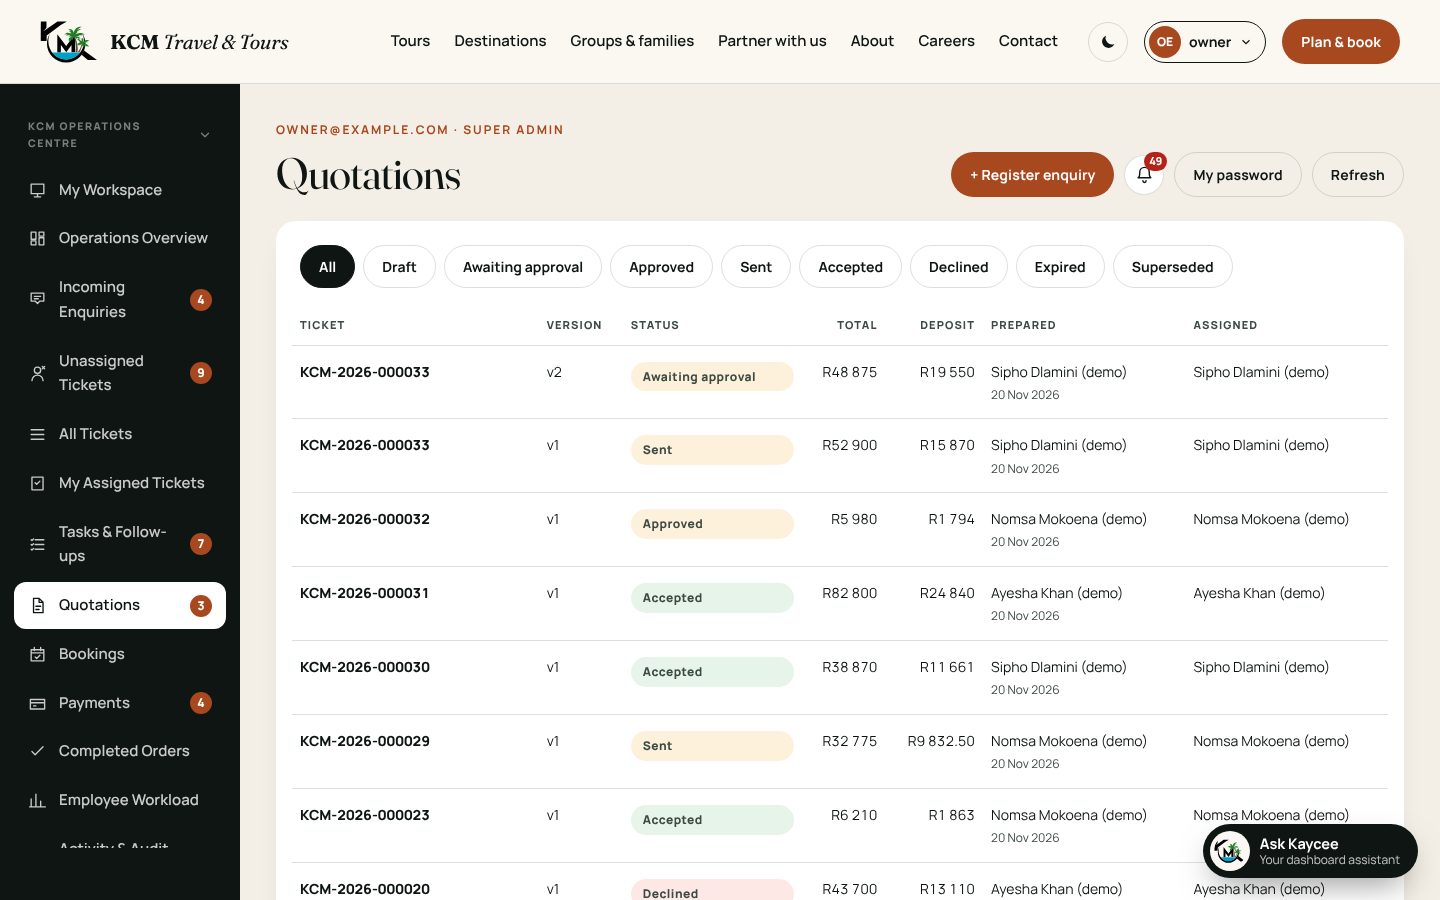 KCM Travel & Tours
Tours Destinations Groups & families Partner with us About Careers Contact OE owner Plan & book
KCM OPERATIONS
CENTRE
My Workspace
Operations Overview
Incoming
Enquiries
4
Unassigned
Tickets
9
All Tickets
My Assigned Tickets
Tasks & Follow-
ups
7
Quotations 3
Bookings
Payments 4
Completed Orders
Employee Workload
Activity & Audit
OWNER@EXAMPLE.COM · SUPER ADMIN
Quotations
+ Register enquiry 49 My password Refresh
All Draft Awaiting approval Approved Sent Accepted Declined Expired Superseded
TICKET VERSION STATUS TOTAL DEPOSIT PREPARED ASSIGNED
KCM-2026-000033 v2 Awaiting approval R48 875 R19 550 Sipho Dlamini (demo) Sipho Dlamini (demo)
20 Nov 2026
KCM-2026-000033 v1 Sent R52 900 R15 870 Sipho Dlamini (demo) Sipho Dlamini (demo)
20 Nov 2026
KCM-2026-000032 v1 Approved R5 980 R1 794 Nomsa Mokoena (demo) Nomsa Mokoena (demo)
20 Nov 2026
KCM-2026-000031 v1 Accepted R82 800 R24 840 Ayesha Khan (demo) Ayesha Khan (demo)
20 Nov 2026
KCM-2026-000030 v1 Accepted R38 870 R11 661 Sipho Dlamini (demo) Sipho Dlamini (demo)
20 Nov 2026
KCM-2026-000029 v1 Sent R32 775 R9 832.50 Nomsa Mokoena (demo) Nomsa Mokoena (demo)
20 Nov 2026
KCM-2026-000023 v1 Accepted R6 210 R1 863 Nomsa Mokoena (demo) Nomsa Mokoena (demo)
20 Nov 2026
KCM-2026-000020 v1 Declined R43 700 R13 110 Ayesha Khan (demo) Ayesha Khan (demo)
Ask Kaycee
Your dashboard assistant